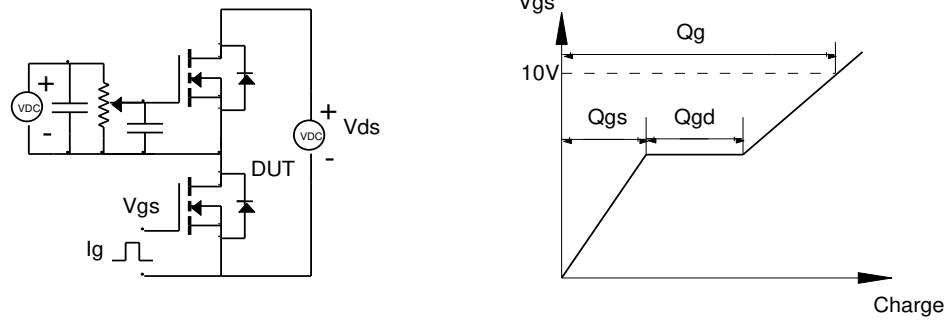 +
VDC
-
+
VDC
-
Vds
DUT
Vgs
Ig
Vgs
Qg
10V
Qgs
Qgd
Charge